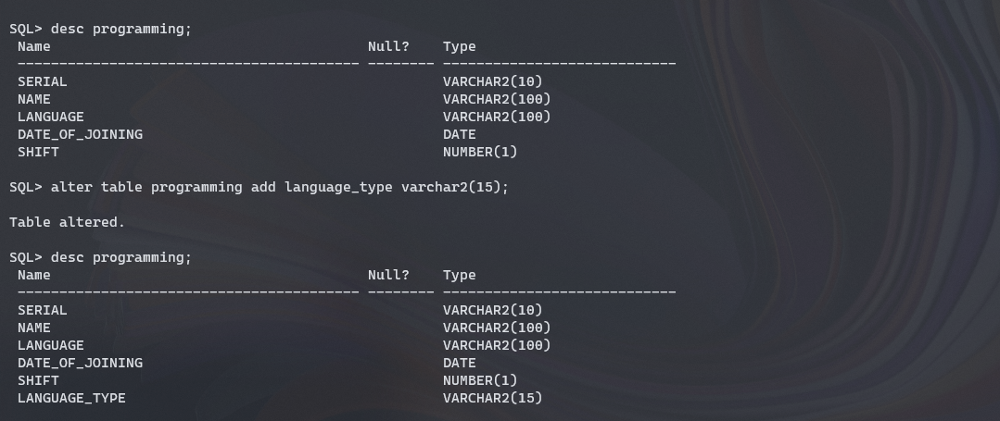 SQL> desc programming;
 Name                                      Null?    Type
 ----------------------------------------- -------- ----------------------------
 SERIAL                                             VARCHAR2(10)
 NAME                                               VARCHAR2(100)
 LANGUAGE                                           VARCHAR2(100)
 DATE_OF_JOINING                                    DATE
 SHIFT                                              NUMBER(1)
SQL> alter table programming add language_type varchar2(15);
Table altered.
SQL> desc programming;
 Name                                      Null?    Type
 ----------------------------------------- -------- ----------------------------
 SERIAL                                             VARCHAR2(10)
 NAME                                               VARCHAR2(100)
 LANGUAGE                                           VARCHAR2(100)
 DATE_OF_JOINING                                    DATE
 SHIFT                                              NUMBER(1)
 LANGUAGE_TYPE                                      VARCHAR2(15)